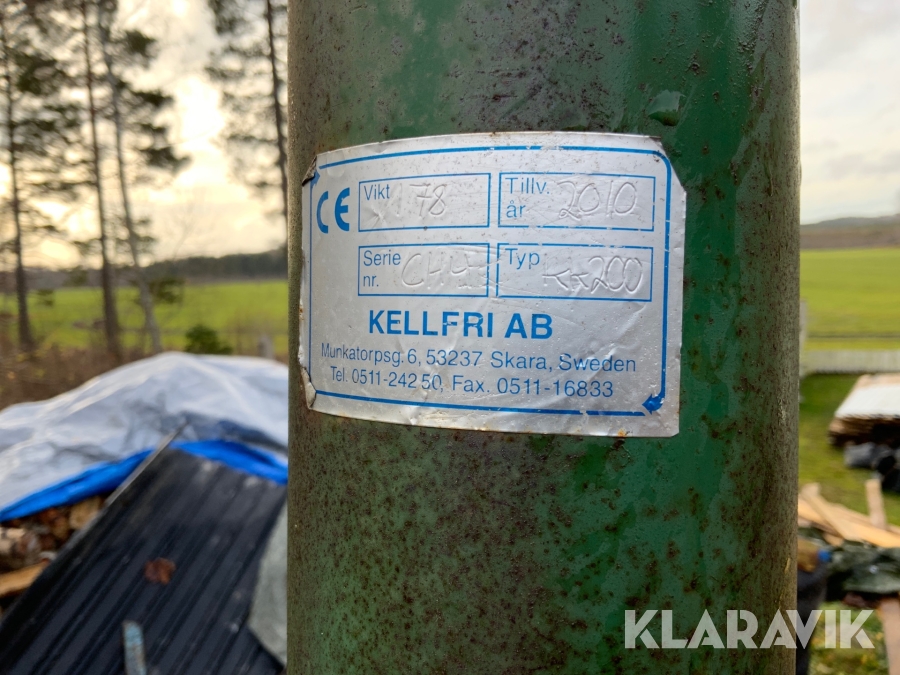 CE Vikt 178 Tillv. år 2010
Serie nr. Typ
KELLFRI AB
Munkatorpsg. 6, 53237 Skara, Sweden
Tel. 0511-242 50, Fax. 0511-16833
KLARAVIK